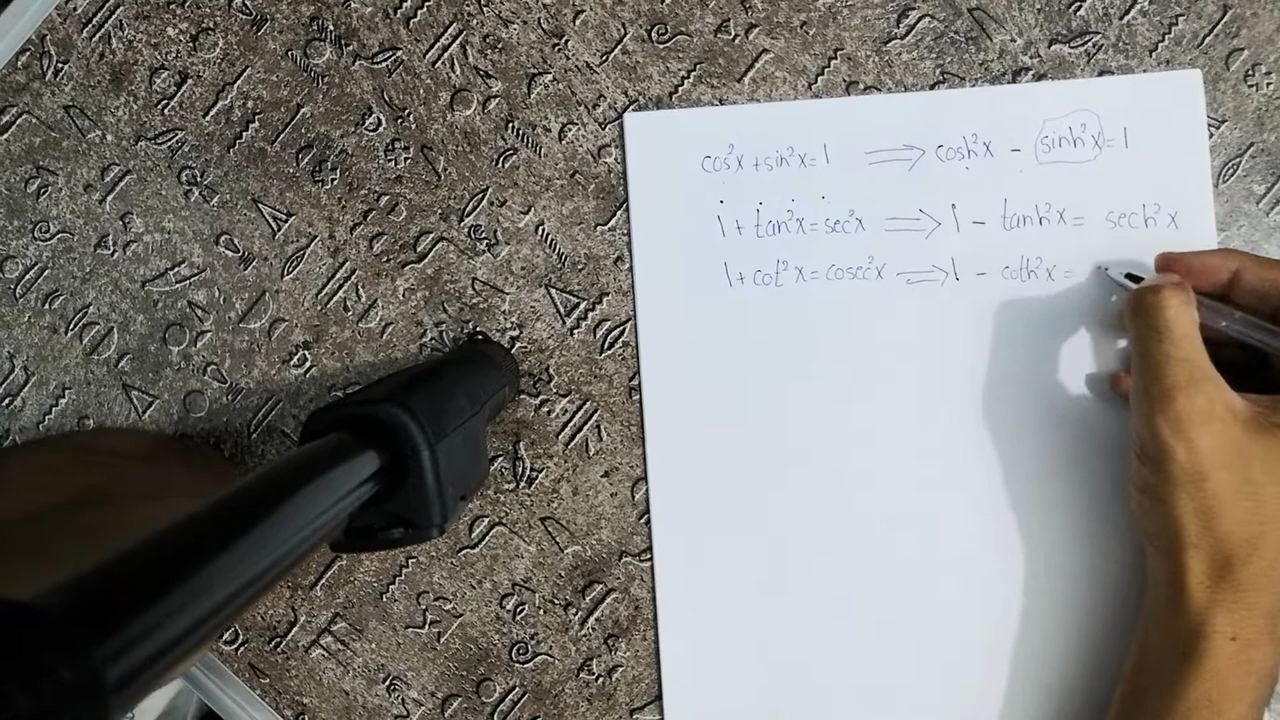 cos²x + sin²x = 1 ⟹ cosh²x - sinh²x = 1
1 + tan²x = sec²x ⟹ 1 - tanh²x = sech²x
1 + cot²x = cosec²x ⟹ 1 - coth²x =